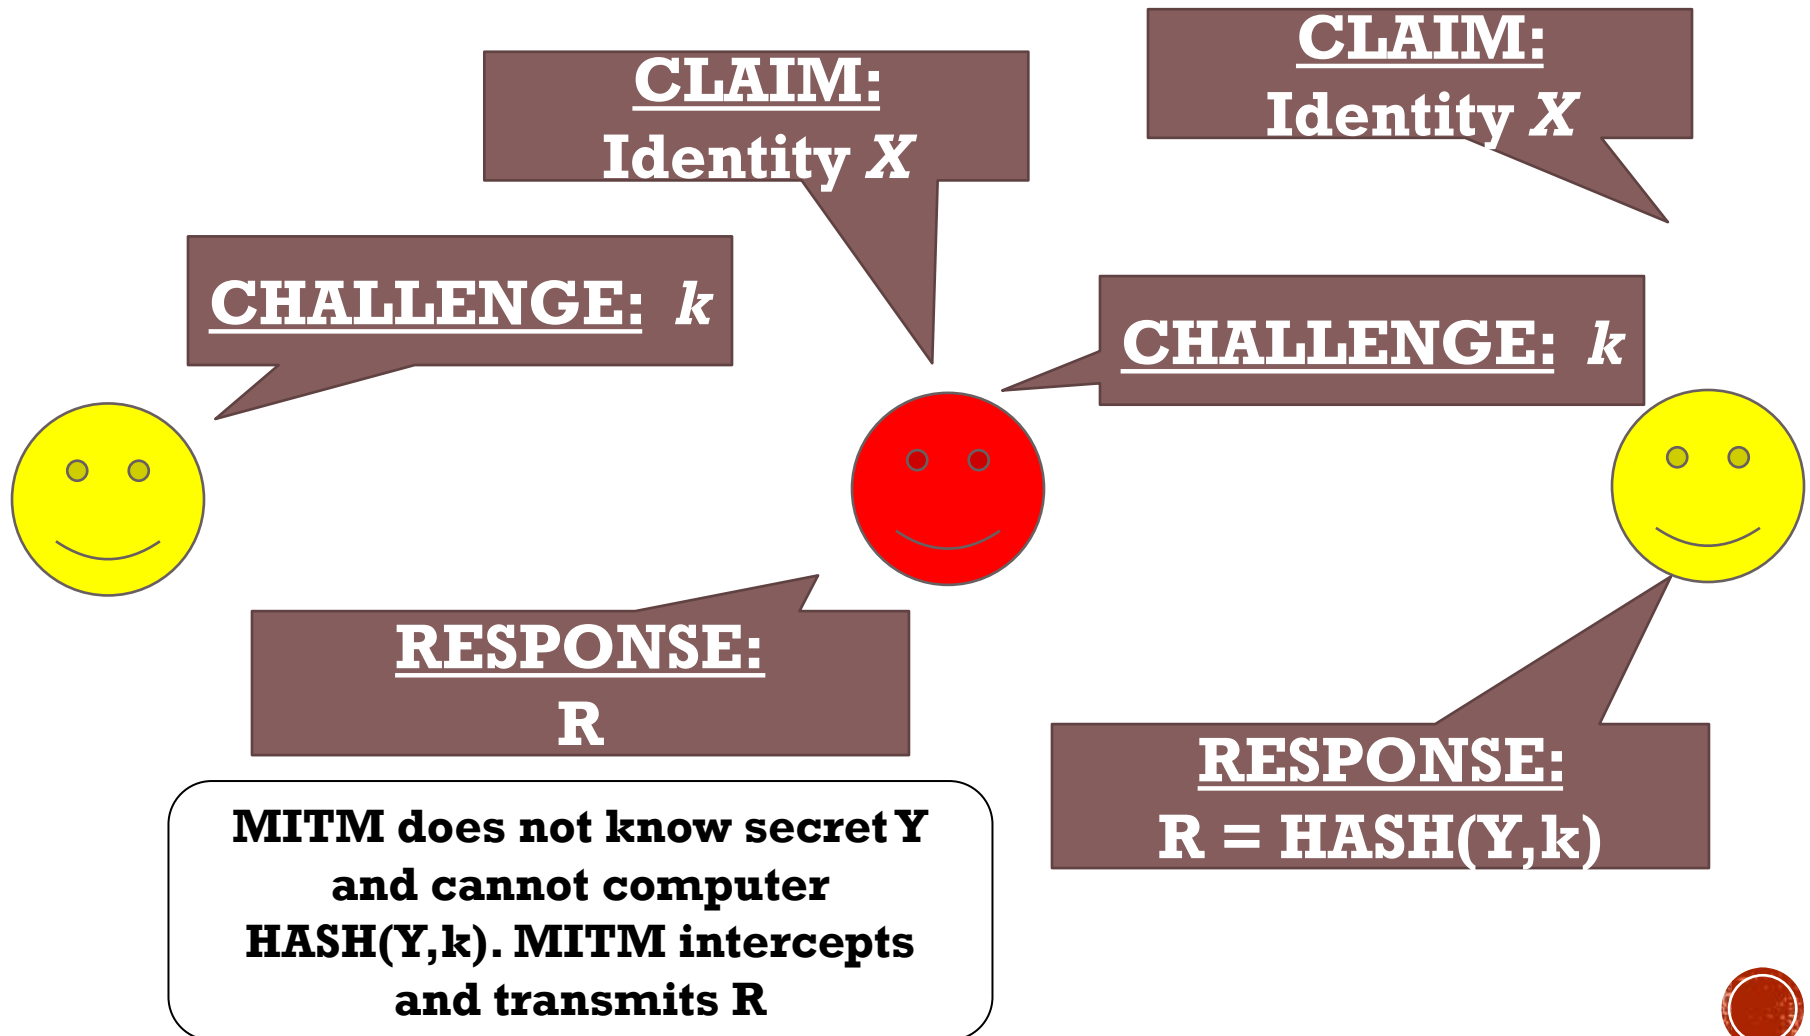 CLAIM:
Identity X
CLAIM:
Identity X
CHALLENGE: k
CHALLENGE: k
RESPONSE:
R
RESPONSE:
R = HASH(Y,k)
MITM does not know secret Y
and cannot computer
HASH(Y,k). MITM intercepts
and transmits R